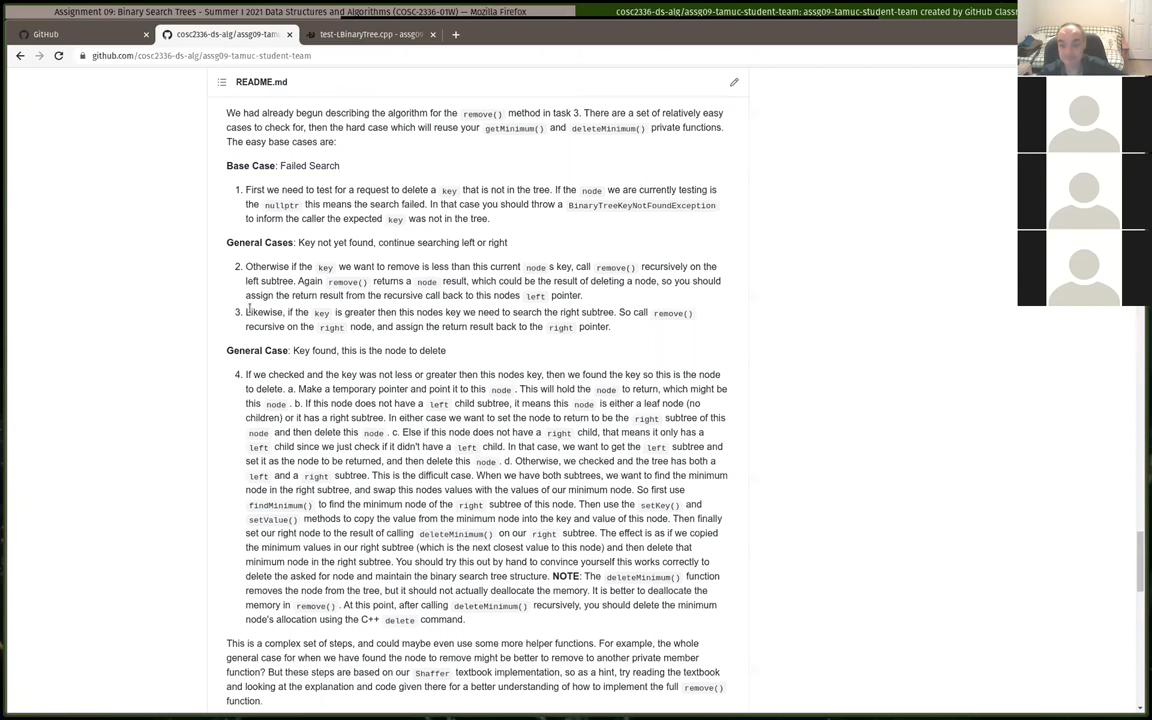 Assignment 09: Binary Search Trees - Summer I 2021 Data Structures and Algorithms (COSC-2336-01W) — Mozilla Firefox
cosc2336-ds-alg/assg09-tamuc-student-team: assg09-tamuc-student-team created by GitHub Classr
GitHub
cosc2336-ds-alg/assg09-tamuc
test-LBinaryTree.cpp - assg09
github.com/cosc2336-ds-alg/assg09-tamuc-student-team
README.md
We had already begun describing the algorithm for the remove() method in task 3. There are a set of relatively easy
cases to check for, then the hard case which will reuse your getMinimum() and deleteMinimum() private functions.
The easy base cases are:
Base Case: Failed Search
1. First we need to test for a request to delete a key that is not in the tree. If the node we are currently testing is
the nullptr this means the search failed. In that case you should throw a BinaryTreeKeyNotFoundException
to inform the caller the expected key was not in the tree.
General Cases: Key not yet found, continue searching left or right
2. Otherwise if the key we want to remove is less than this current node s key, call remove() recursively on the
left subtree. Again remove() returns a node result, which could be the result of deleting a node, so you should
assign the return result from the recursive call back to this nodes left pointer.
3. Likewise, if the key is greater then this nodes key we need to search the right subtree. So call remove()
recursive on the right node, and assign the return result back to the right pointer.
General Case: Key found, this is the node to delete
4. If we checked and the key was not less or greater then this nodes key, then we found the key so this is the node
to delete. a. Make a temporary pointer and point it to this node . This will hold the node to return, which might be
this node . b. If this node does not have a left child subtree, it means this node is either a leaf node (no
children) or it has a right subtree. In either case we want to set the node to return to be the right subtree of this
node and then delete this node . c. Else if this node does not have a right child, that means it only has a
left child since we just check if it didn't have a left child. In that case, we want to get the left subtree and
set it as the node to be returned, and then delete this node . d. Otherwise, we checked and the tree has both a
left and a right subtree. This is the difficult case. When we have both subtrees, we want to find the minimum
node in the right subtree, and swap this nodes values with the values of our minimum node. So first use
findMinimum() to find the minimum node of the right subtree of this node. Then use the setKey() and
setValue() methods to copy the value from the minimum node into the key and value of this node. Then finally
set our right node to the result of calling deleteMinimum() on our right subtree. The effect is as if we copied
the minimum values in our right subtree (which is the next closest value to this node) and then delete that
minimum node in the right subtree. You should try this out by hand to convince yourself this works correctly to
delete the asked for node and maintain the binary search tree structure. NOTE: The deleteMinimum() function
removes the node from the tree, but it should not actually deallocate the memory. It is better to deallocate the
memory in remove() . At this point, after calling deleteMinimum() recursively, you should delete the minimum
node's allocation using the C++ delete command.
This is a complex set of steps, and could maybe even use some more helper functions. For example, the whole
general case for when we have found the node to remove might be better to remove to another private member
function? But these steps are based on our Shaffer textbook implementation, so as a hint, try reading the textbook
and looking at the explanation and code given there for a better understanding of how to implement the full remove()
function.